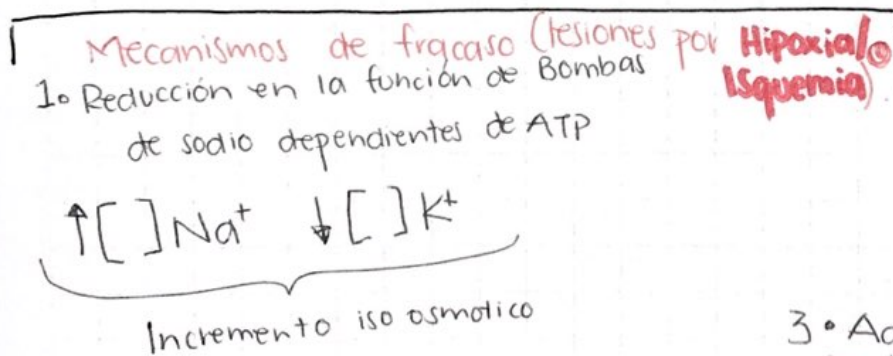 Mecanismos de fracaso (lesiones por Hipoxia/o
Isquemia)
1. Reducción en la función de Bombas
de sodio dependientes de ATP
↑[ ]Na⁺ ↓[ ]K⁺
Incremento iso osmotico
3.